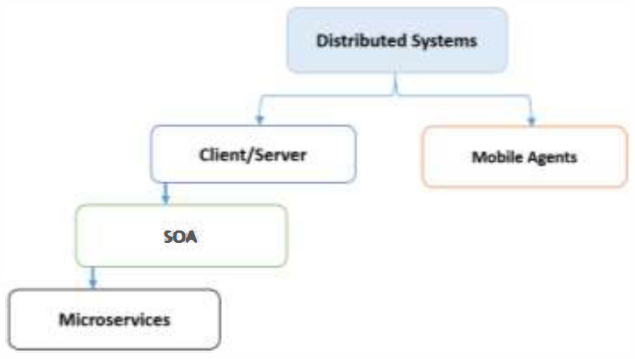 Distributed Systems
Client/Server
Mobile Agents
SOA
Microservices